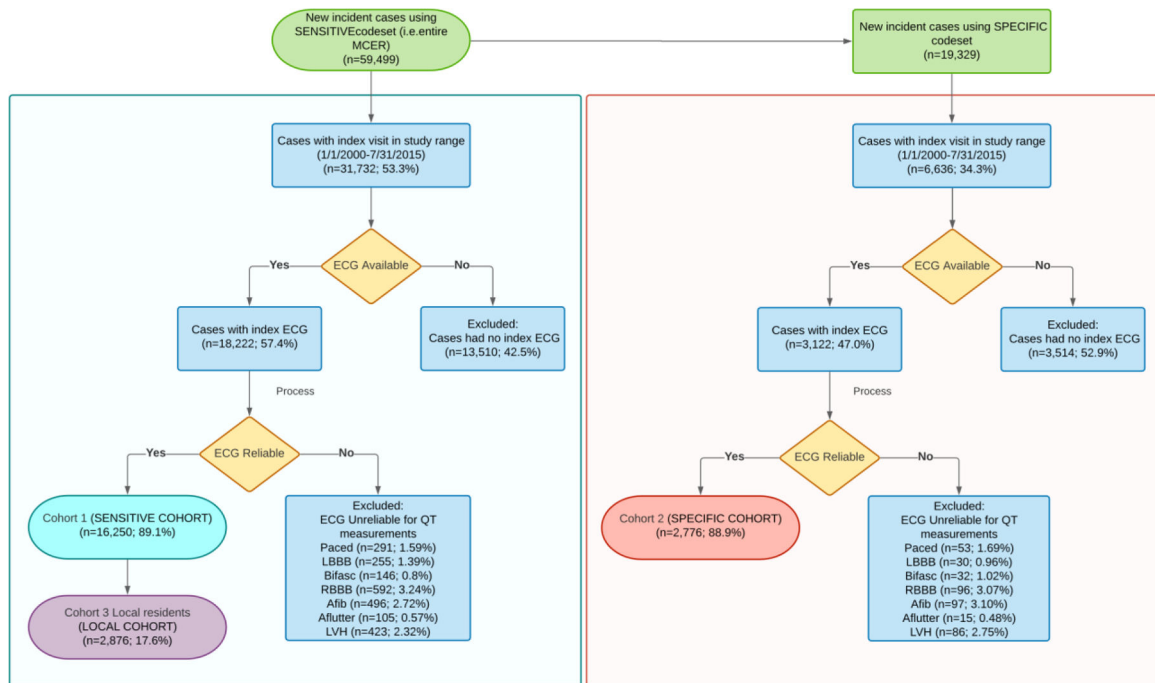 New incident cases using
SENSITIVEcodeset (i.e.entire
MCER)
(n=59,499)
New incident cases using SPECIFIC
codeset
(n=19,329)
Cases with index visit in study range
(1/1/2000-7/31/2015)
(n=31,732; 53.3%)
ECG Available
Yes
No
Cases with index ECG
(n=18,222; 57.4%)
Excluded:
Cases had no index ECG
(n=13,510; 42.5%)
Process
ECG Reliable
Yes
No
Cohort 1 (SENSITIVE COHORT)
(n=16,250; 89.1%)
Excluded:
ECG Unreliable for QT
measurements
Paced (n=291; 1.59%)
LBBB (n=255; 1.39%)
Bifasc (n=146; 0.8%)
RBBB (n=592; 3.24%)
Afib (n=496; 2.72%)
Aflutter (n=105; 0.57%)
LVH (n=423; 2.32%)
Cohort 3 Local residents
(LOCAL COHORT)
(n=2,876; 17.6%)
Cases with index visit in study range
(1/1/2000-7/31/2015)
(n=6,636; 34.3%)
ECG Available
Yes
No
Cases with index ECG
(n=3,122; 47.0%)
Excluded:
Cases had no index ECG
(n=3,514; 52.9%)
Process
ECG Reliable
Yes
No
Cohort 2 (SPECIFIC COHORT)
(n=2,776; 88.9%)
Excluded:
ECG Unreliable for QT
measurements
Paced (n=53; 1.69%)
LBBB (n=30; 0.96%)
Bifasc (n=32; 1.02%)
RBBB (n=96; 3.07%)
Afib (n=97; 3.10%)
Aflutter (n=15; 0.48%)
LVH (n=86; 2.75%)